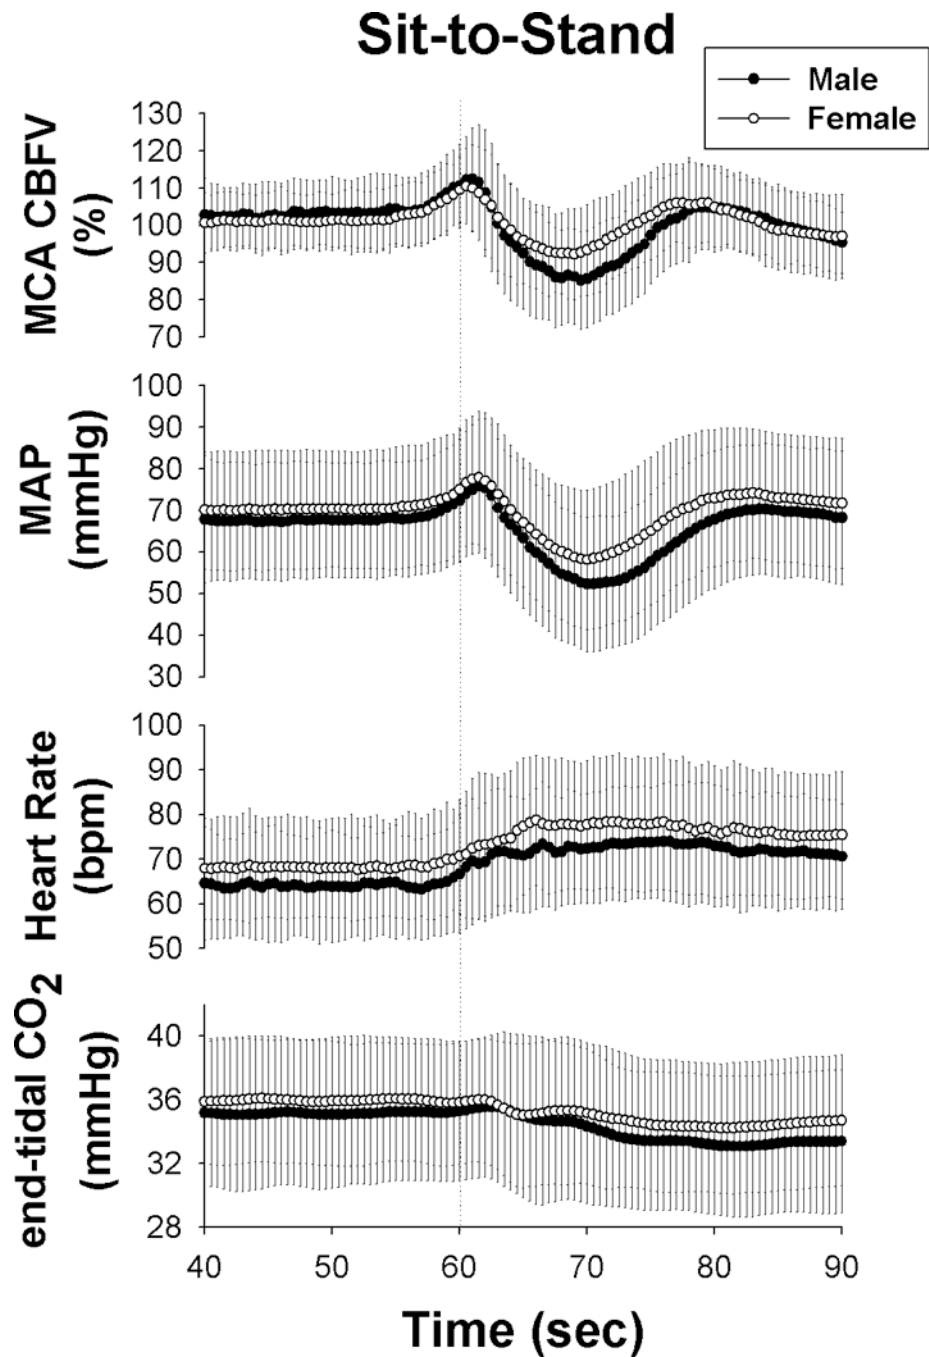 Sit-to-Stand
Male
Female
MCA CBFV
(%)
130
120
110
100
90
80
70
MAP
(mmHg)
100
90
80
70
60
50
40
30
Heart Rate
(bpm)
100
90
80
70
60
50
end-tidal CO2
(mmHg)
40
36
32
28
40 50 60 70 80 90
Time (sec)